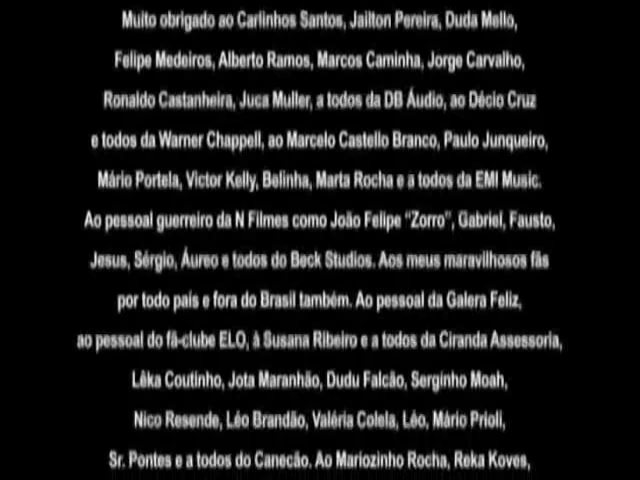 Muito obrigado ao Carlinhos Santos, Jailton Pereira, Duda Mello,
Felipe Medeiros, Alberto Ramos, Marcos Caminha, Jorge Carvalho,
Ronaldo Castanheira, Juca Muller, a todos da DB Áudio, ao Décio Cruz
e todos da Warner Chappell, ao Marcelo Castello Branco, Paulo Junqueiro,
Mário Portela, Victor Kelly, Belinha, Marta Rocha e a todos da EMI Music.
Ao pessoal guerreiro da N Filmes como João Felipe "Zorro", Gabriel, Fausto,
Jesus, Sérgio, Áureo e todos do Beck Studios. Aos meus maravilhosos fãs
por todo país e fora do Brasil também. Ao pessoal da Galera Feliz,
ao pessoal do fã-clube ELO, à Susana Ribeiro e a todos da Ciranda Assessoria,
Lêka Coutinho, Jota Maranhão, Dudu Falcão, Serginho Moah,
Nico Resende, Léo Brandão, Valéria Colela, Léo, Mário Prioli,
Sr. Pontes e a todos do Canecão. Ao Mariozinho Rocha, Reka Koves,